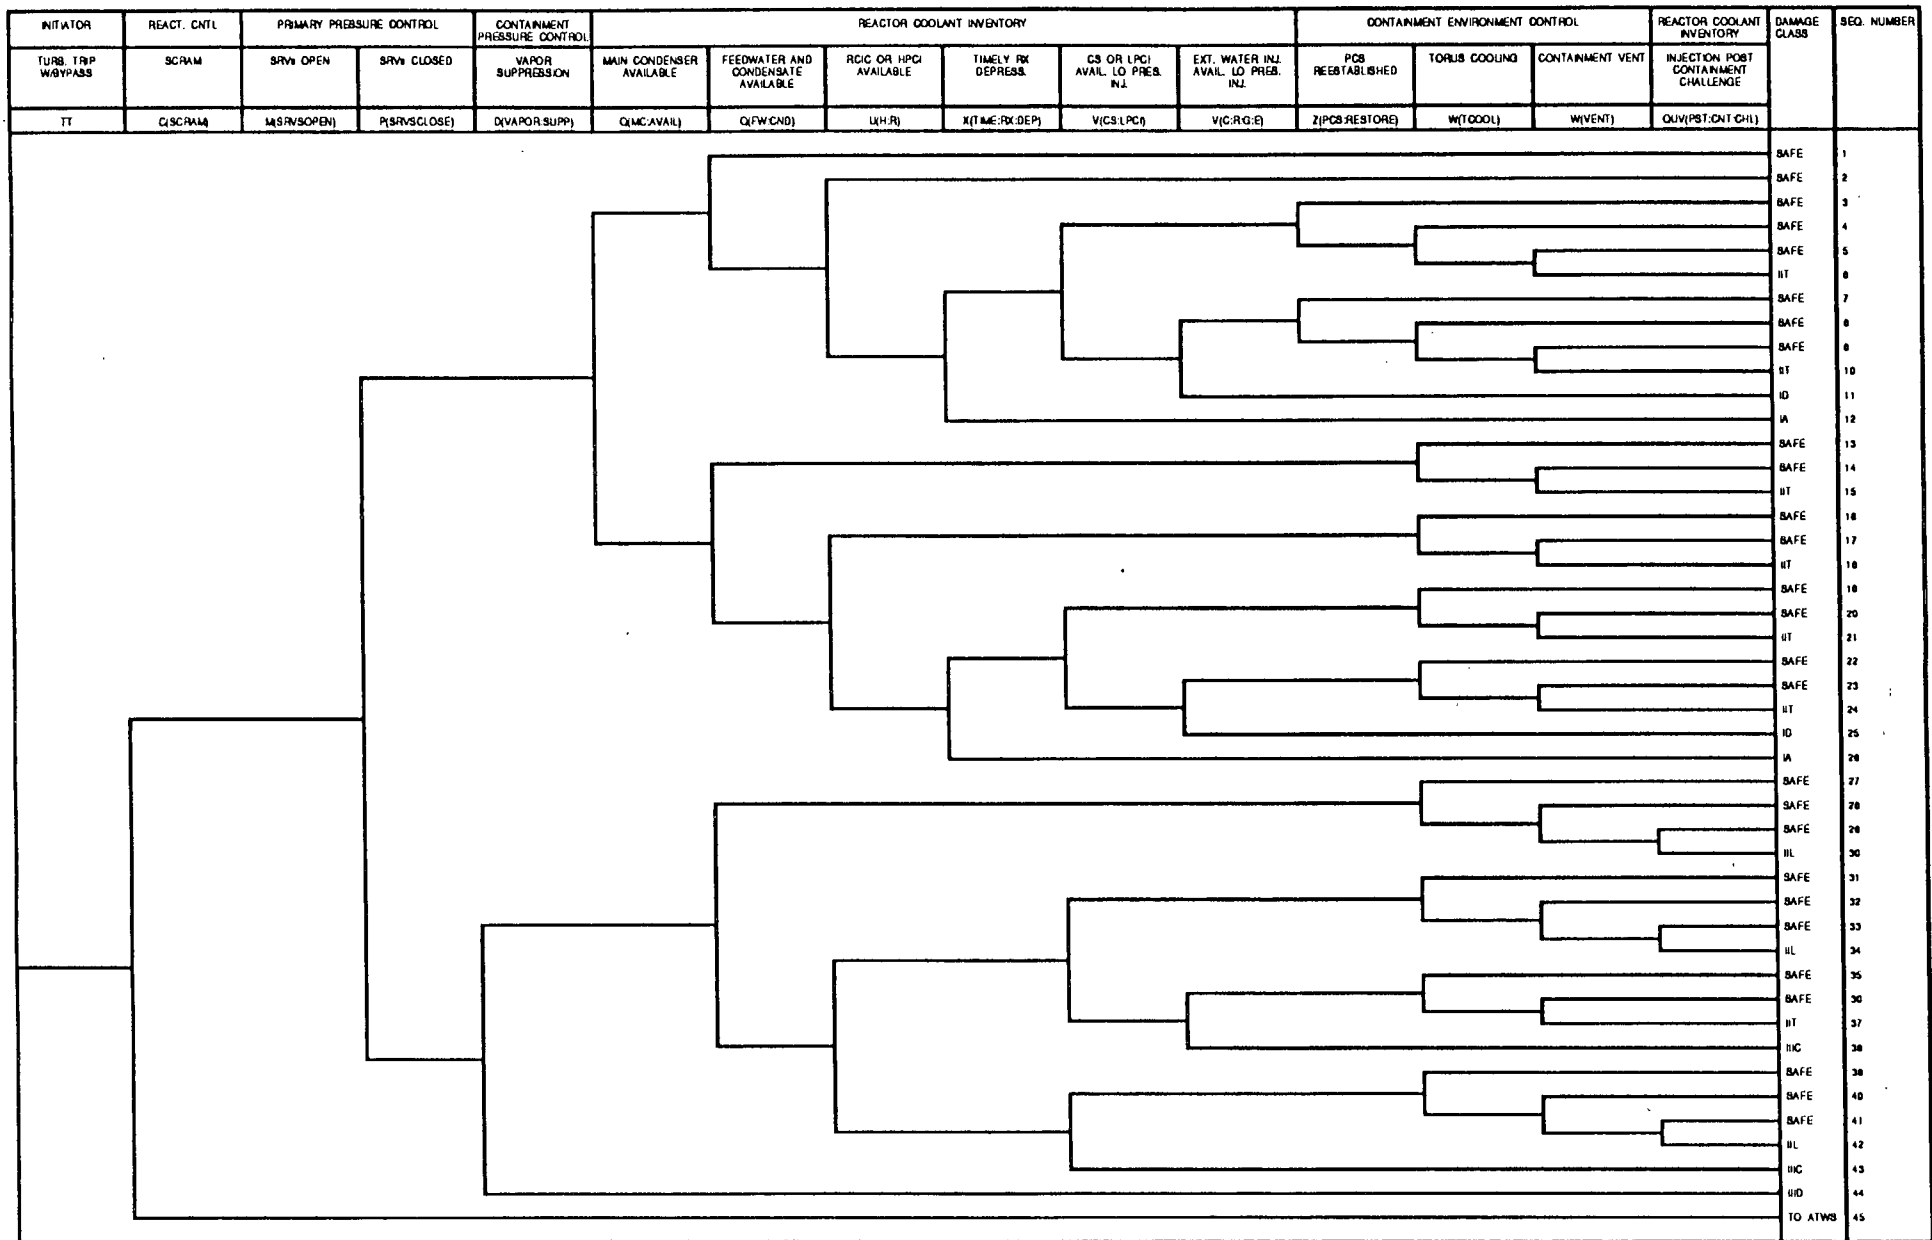 INITIATOR REACT. CNTL PRIMARY PRESSURE CONTROL CONTAINMENT PRESSURE CONTROL REACTOR COOLANT INVENTORY CONTAINMENT ENVIRONMENT CONTROL REACTOR COOLANT INVENTORY DAMAGE CLASS SEQ. NUMBER
TURB. TRIP W/BYPASS SCRAM SRVs OPEN SRVs CLOSED VAPOR SUPPRESSION MAIN CONDENSER AVAILABLE FEEDWATER AND CONDENSATE AVAILABLE RCIC OR HPCI AVAILABLE TIMELY RX DEPRESS. CS OR LPCI AVAIL. LO PRES. INJ. EXT. WATER INJ. AVAIL. LO PRES. INJ. PCS REESTABLISHED TORUS COOLING CONTAINMENT VENT INJECTION POST CONTAINMENT CHALLENGE
TT C(SCRAM) M(SRVSOPEN) P(SRVSCLOSE) D(VAPOR:SUPP) Q(MC:AVAIL) Q(FW:CND) U(H:R) X(TIME:RX:DEP) V(CS:LPCI) V(C:R:G:E) Z(PCS:RESTORE) W(TCOOL) W(VENT) QUV(PST:CNT:CHL)
SAFE 1
SAFE 2
SAFE 3
SAFE 4
SAFE 5
IIT 6
SAFE 7
SAFE 8
SAFE 9
IIT 10
ID 11
IA 12
SAFE 13
SAFE 14
IIT 15
SAFE 16
SAFE 17
IIT 18
SAFE 19
SAFE 20
IIT 21
SAFE 22
SAFE 23
IIT 24
ID 25
IA 26
SAFE 27
SAFE 28
SAFE 29
IIL 30
SAFE 31
SAFE 32
SAFE 33
IIL 34
SAFE 35
SAFE 36
IIT 37
IIIC 38
SAFE 39
SAFE 40
SAFE 41
IIL 42
IIIC 43
IIID 44
TO ATWS 45